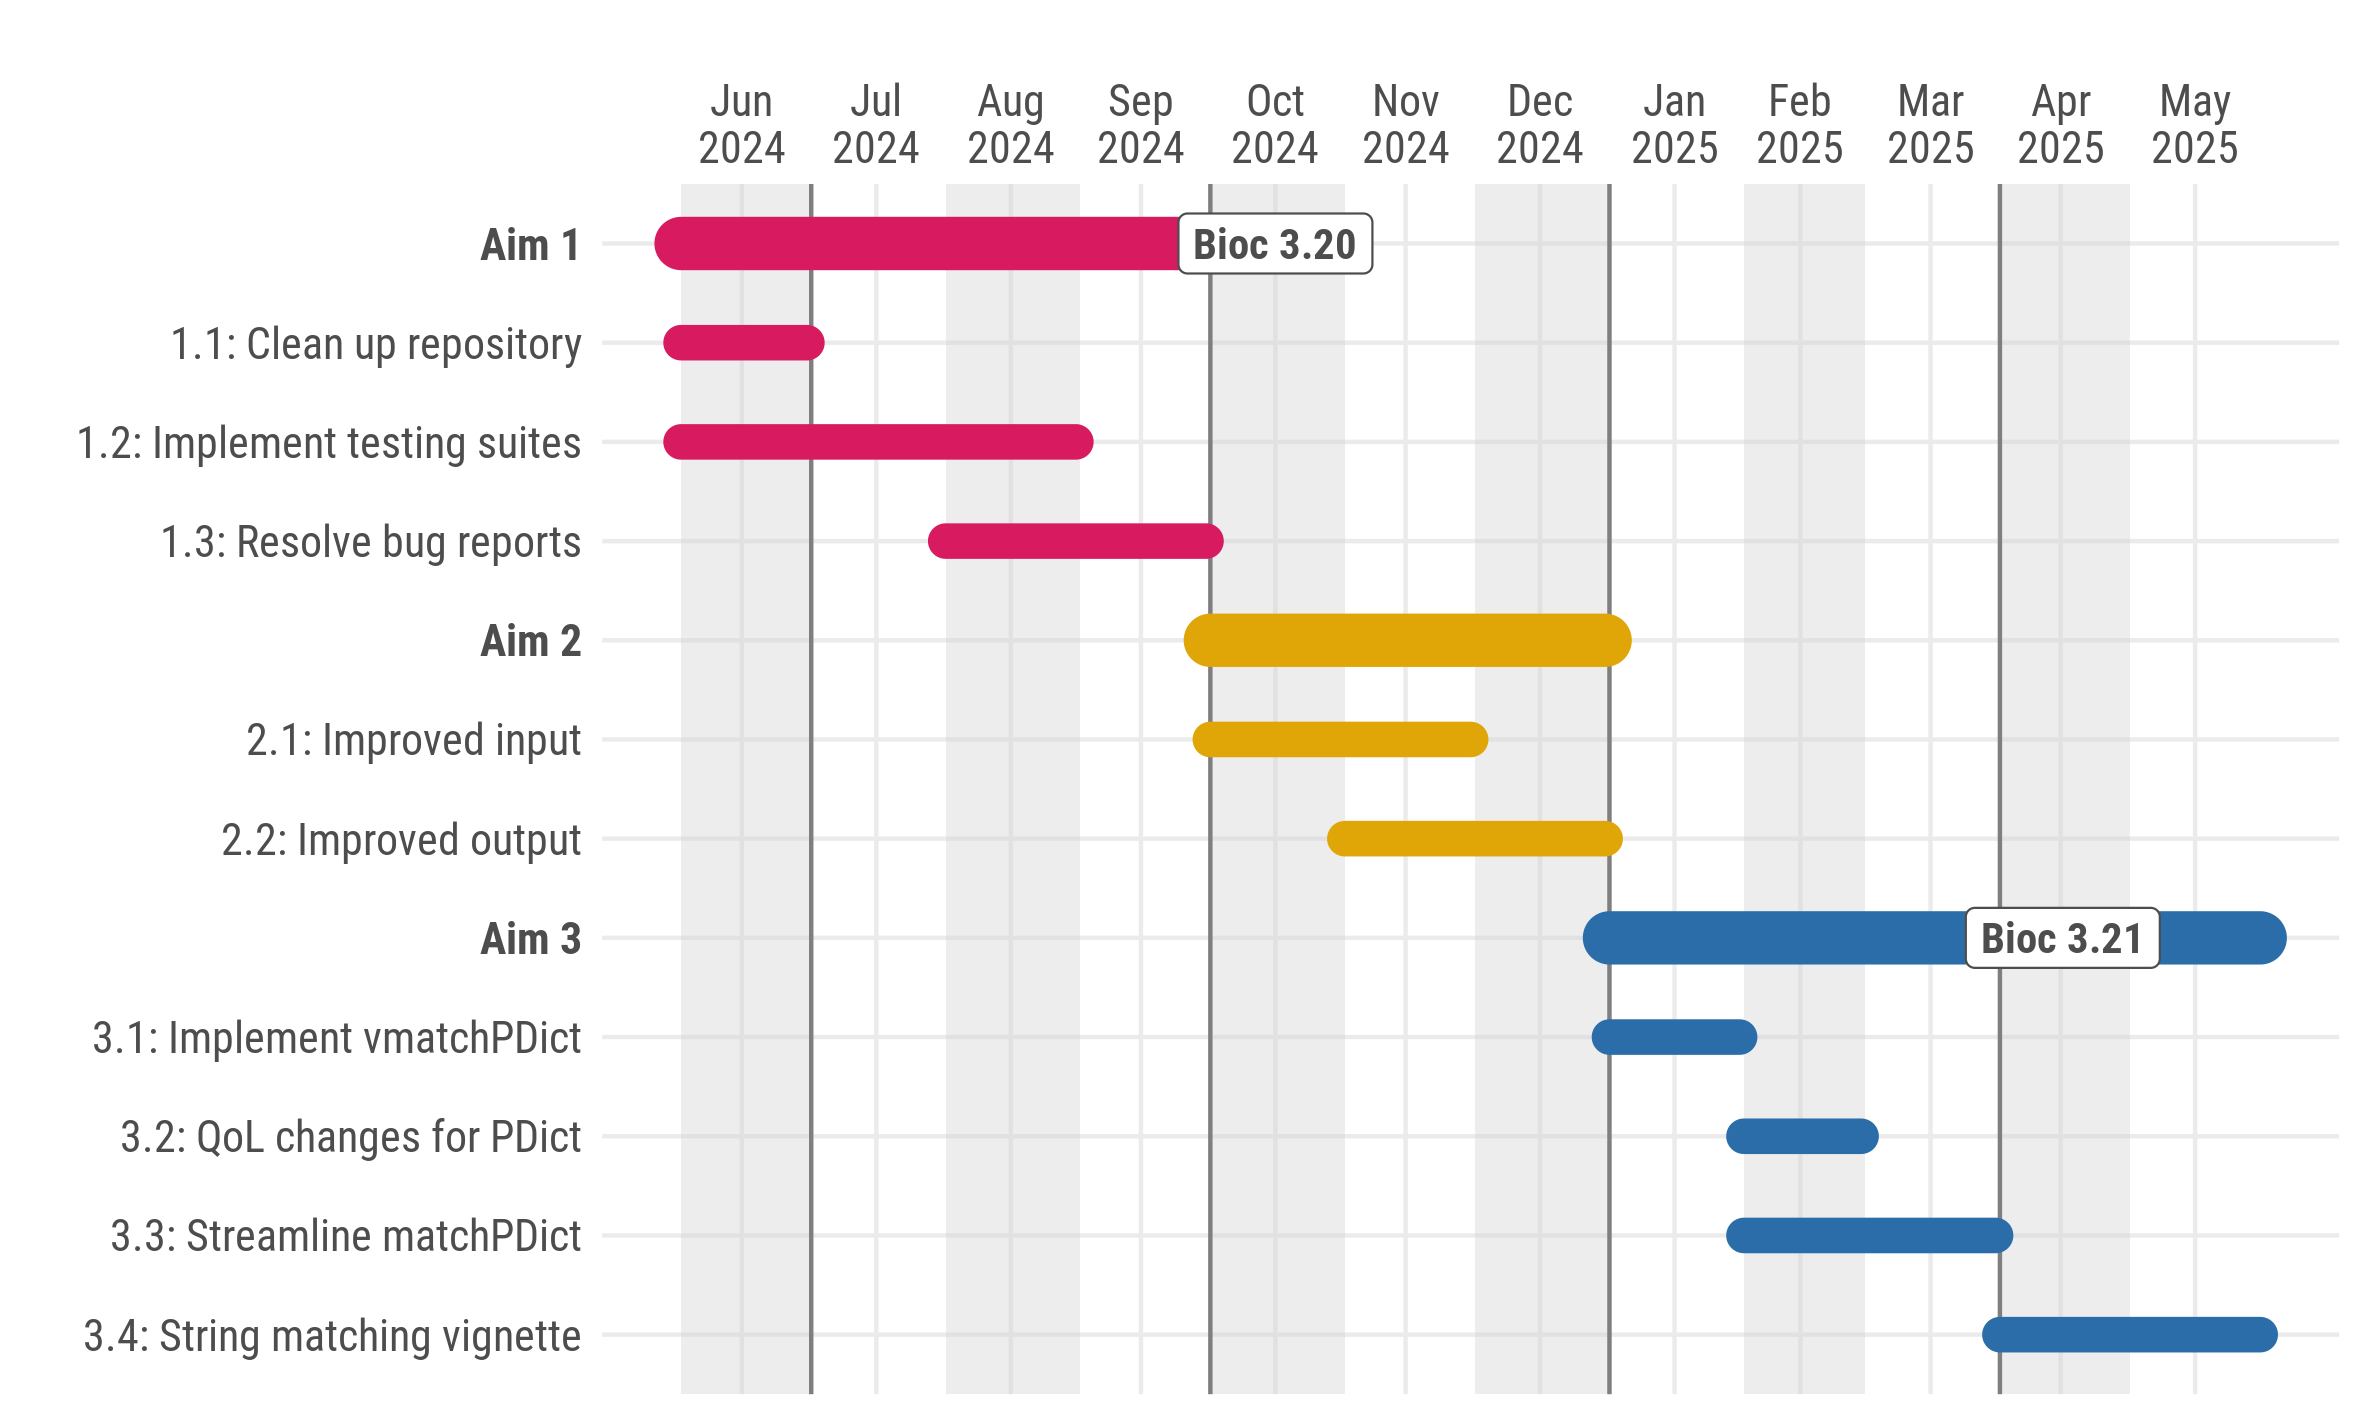 Jun Jul Aug Sep Oct Nov Dec Jan Feb Mar Apr May
2024 2024 2024 2024 2024 2024 2024 2025 2025 2025 2025 2025
Aim 1 Bioc 3.20
1.1: Clean up repository
1.2: Implement testing suites
1.3: Resolve bug reports
Aim 2
2.1: Improved input
2.2: Improved output
Aim 3 Bioc 3.21
3.1: Implement vmatchPDict
3.2: QoL changes for PDict
3.3: Streamline matchPDict
3.4: String matching vignette